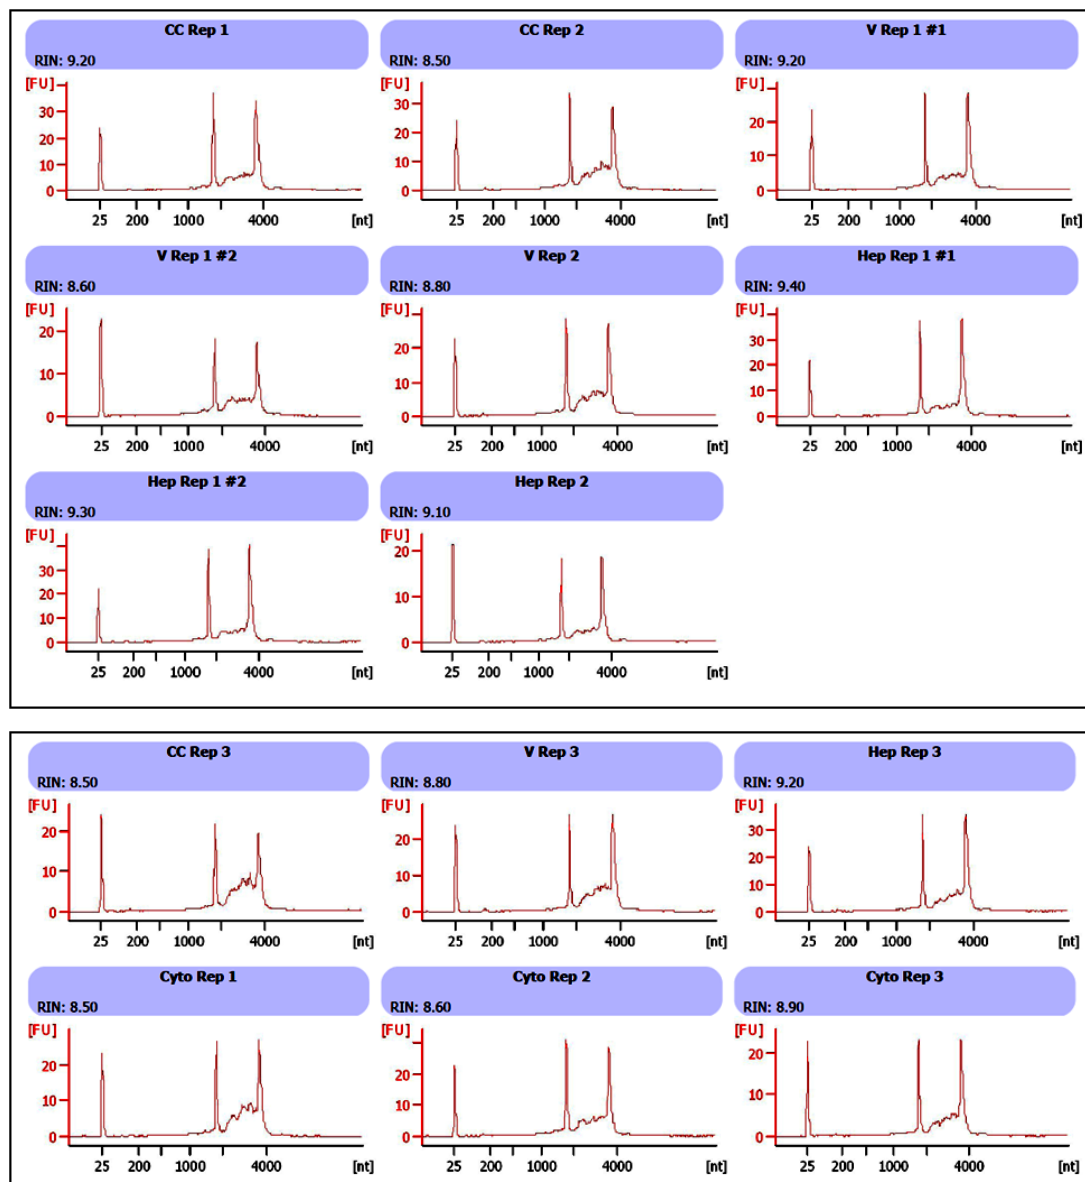 CC Rep 1
RIN: 9.20
[FU]
30
20
10
0
25 200 1000 4000 [nt]
CC Rep 2
RIN: 8.50
[FU]
30
20
10
0
25 200 1000 4000 [nt]
V Rep 1 #1
RIN: 9.20
[FU]
20
10
0
25 200 1000 4000 [nt]
V Rep 1 #2
RIN: 8.60
[FU]
20
10
0
25 200 1000 4000 [nt]
V Rep 2
RIN: 8.80
[FU]
20
10
0
25 200 1000 4000 [nt]
Hep Rep 1 #1
RIN: 9.40
[FU]
30
20
10
0
25 200 1000 4000 [nt]
Hep Rep 1 #2
RIN: 9.30
[FU]
30
20
10
0
25 200 1000 4000 [nt]
Hep Rep 2
RIN: 9.10
[FU]
20
10
0
25 200 1000 4000 [nt]
CC Rep 3
RIN: 8.50
[FU]
20
10
0
25 200 1000 4000 [nt]
V Rep 3
RIN: 8.80
[FU]
20
10
0
25 200 1000 4000 [nt]
Hep Rep 3
RIN: 9.20
[FU]
30
20
10
0
25 200 1000 4000 [nt]
Cyto Rep 1
RIN: 8.50
[FU]
20
10
0
25 200 1000 4000 [nt]
Cyto Rep 2
RIN: 8.60
[FU]
20
10
0
25 200 1000 4000 [nt]
Cyto Rep 3
RIN: 8.90
[FU]
20
10
0
25 200 1000 4000 [nt]